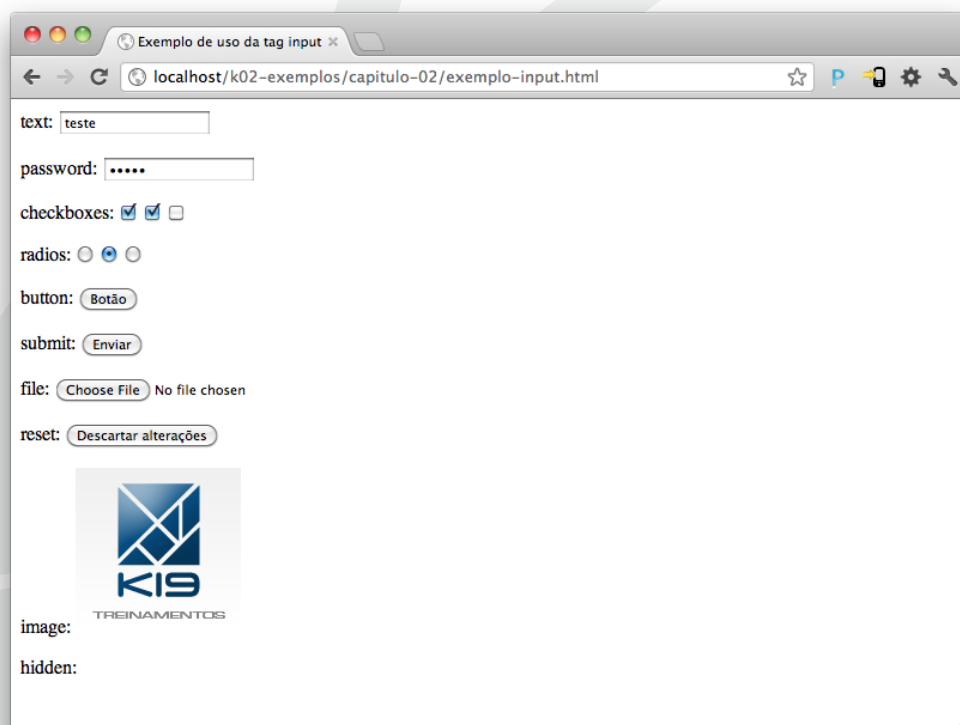 Exemplo de uso da tag input
localhost/k02-exemplos/capitulo-02/exemplo-input.html
P
text: teste
password: •••••
checkboxes:
radios:
button: Botão
submit: Enviar
file: Choose File No file chosen
reset: Descartar alterações
K19
TREINAMENTOS
image:
hidden: